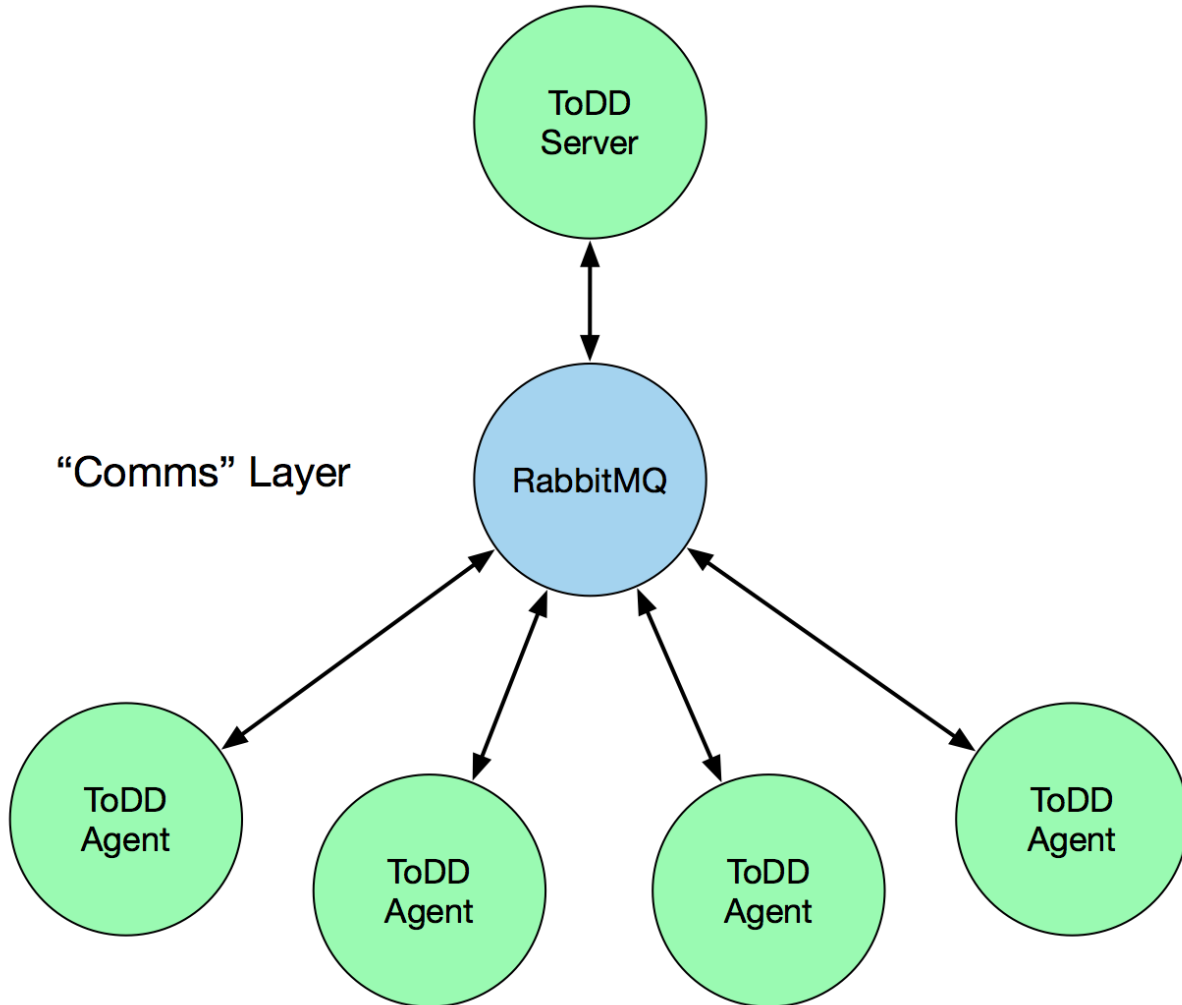 ToDD
Server
“Comms” Layer
RabbitMQ
ToDD
Agent
ToDD
Agent
ToDD
Agent
ToDD
Agent